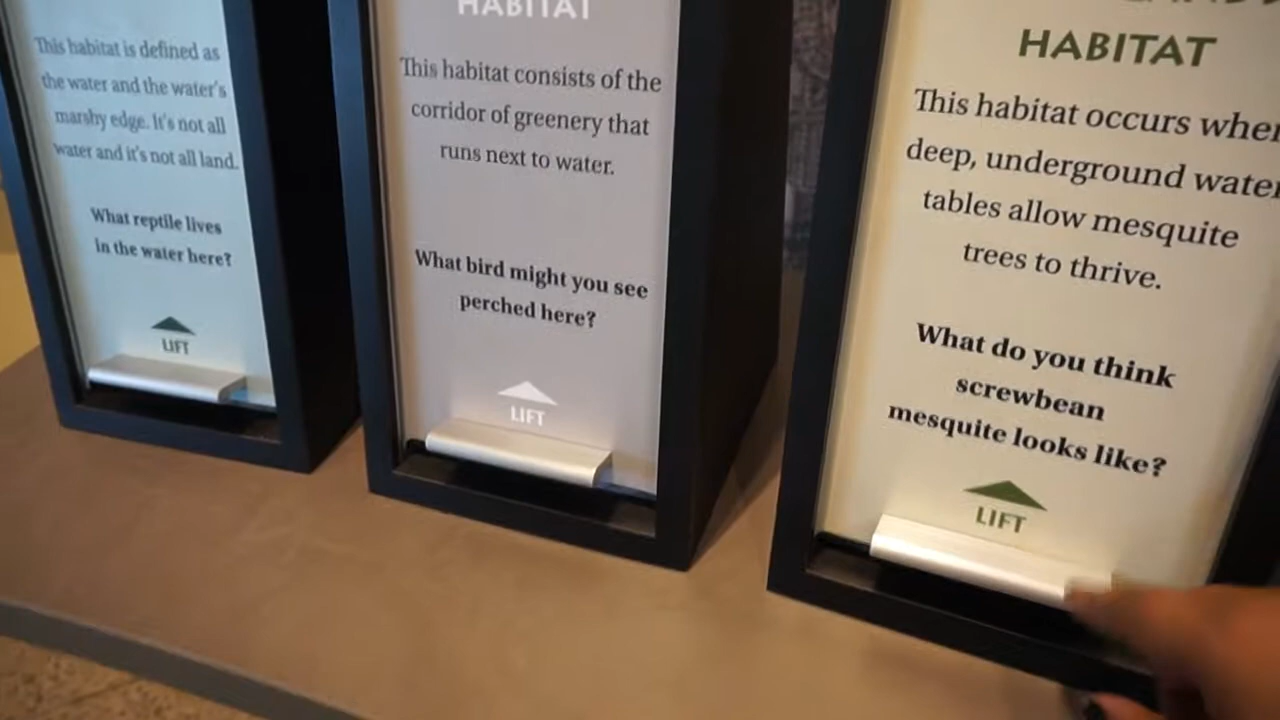 This habitat is defined as
the water and the water's
marshy edge. It's not all
water and it's not all land.
What reptile lives
in the water here?
LIFT
HABITAT
This habitat consists of the
corridor of greenery that
runs next to water.
What bird might you see
perched here?
LIFT
HABITAT
This habitat occurs when
deep, underground water
tables allow mesquite
trees to thrive.
What do you think
screwbean
mesquite looks like?
LIFT